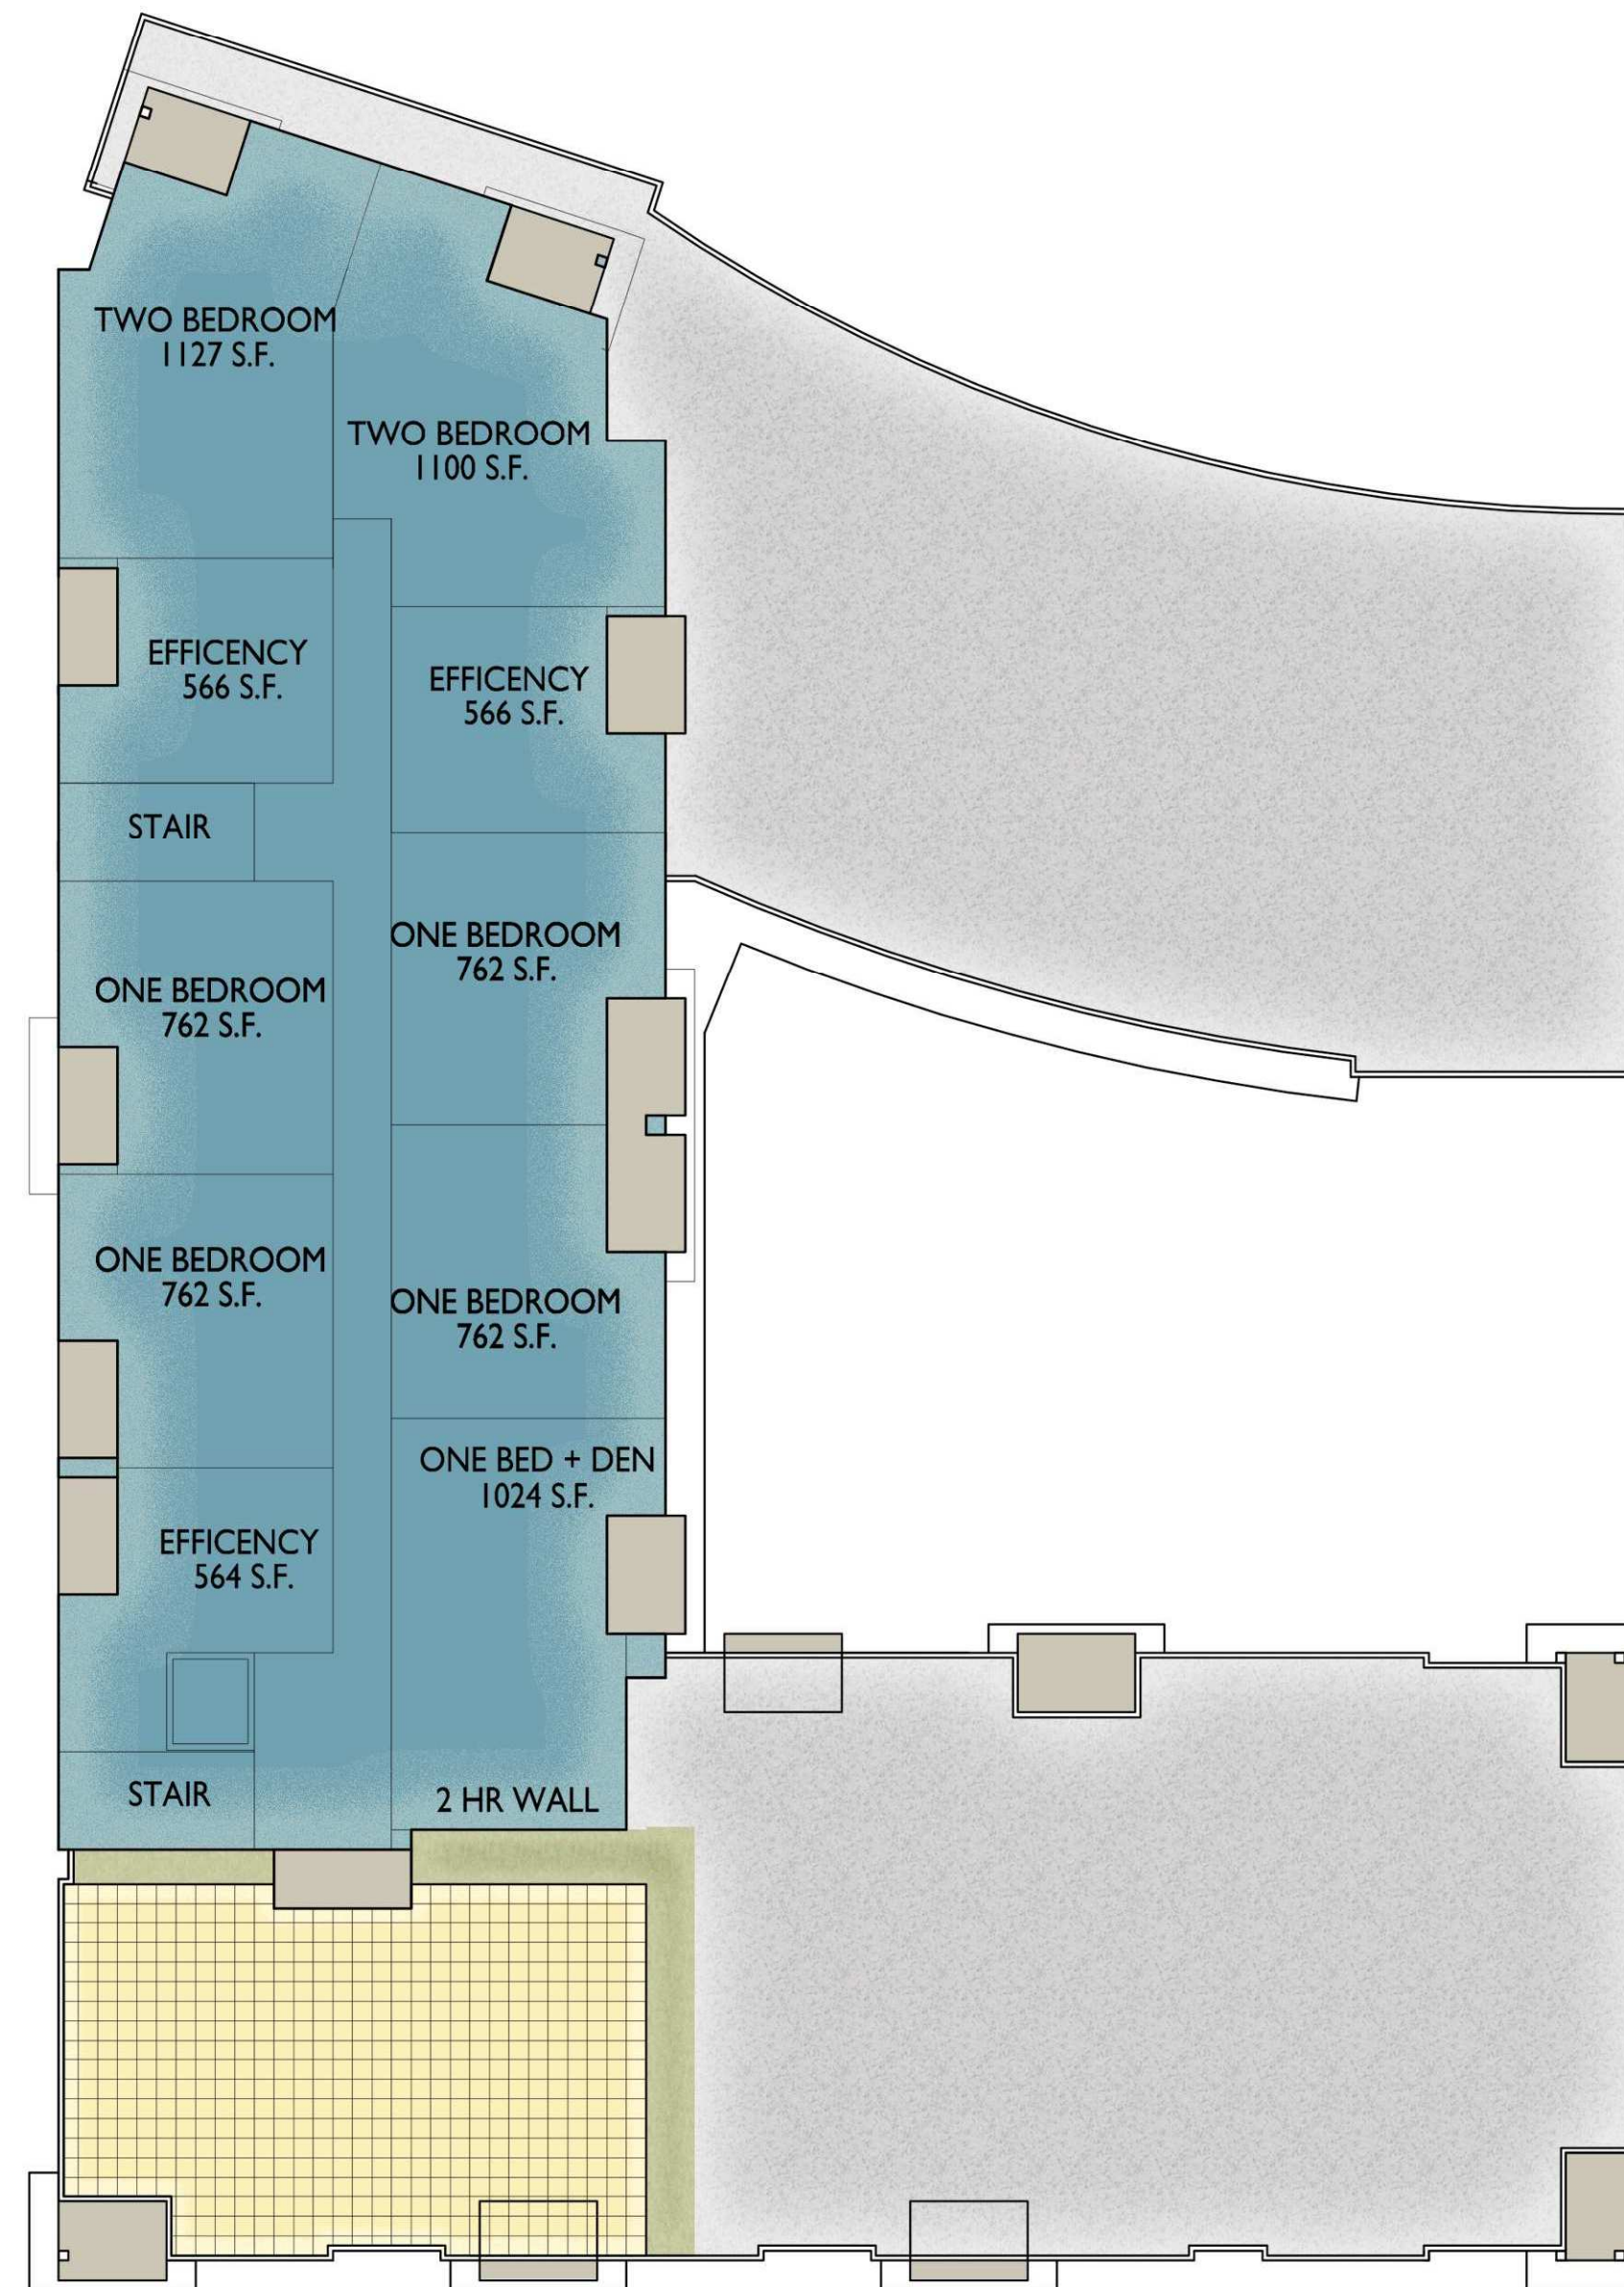 TWO BEDROOM
1127 S.F.
TWO BEDROOM
1100 S.F.
EFFICENCY
566 S.F.
EFFICENCY
566 S.F.
STAIR
ONE BEDROOM
762 S.F.
ONE BEDROOM
762 S.F.
ONE BEDROOM
762 S.F.
ONE BEDROOM
762 S.F.
ONE BED + DEN
1024 S.F.
EFFICENCY
564 S.F.
STAIR
2 HR WALL